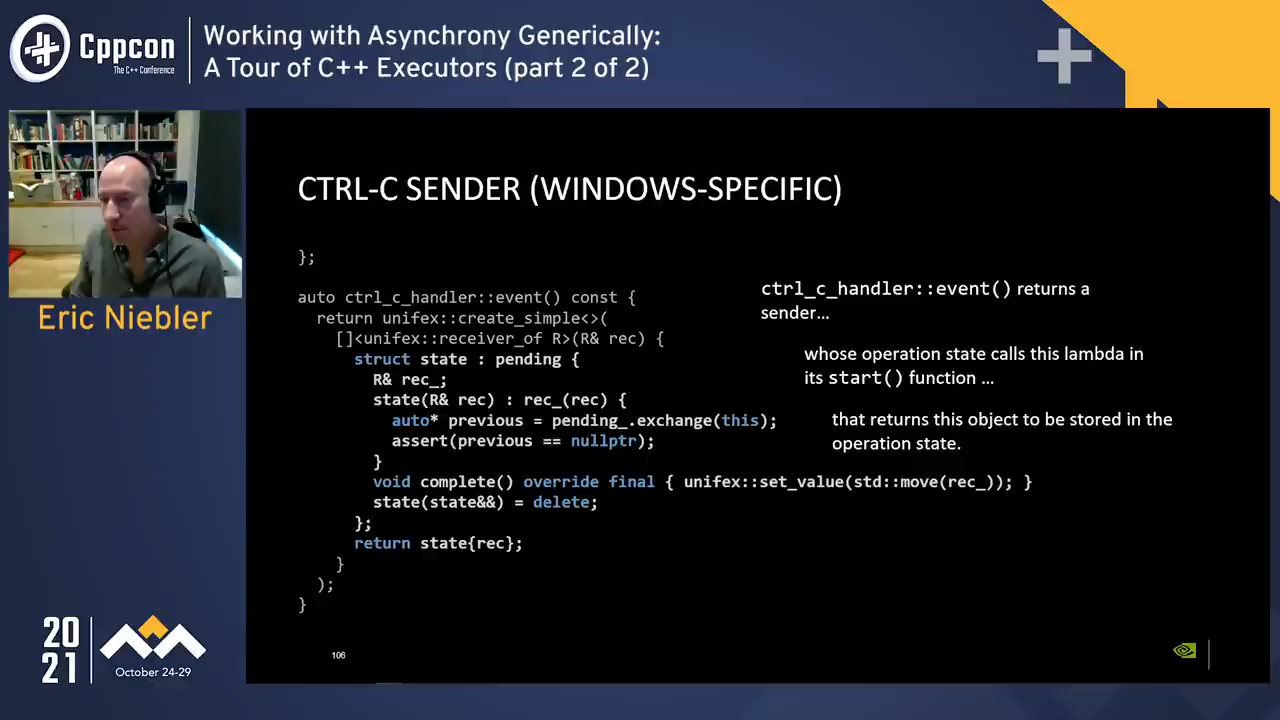 Cppcon
The C++ Conference
Working with Asynchrony Generically:
A Tour of C++ Executors (part 2 of 2)
Eric Niebler
20
21
October 24-29
CTRL-C SENDER (WINDOWS-SPECIFIC)
};
auto ctrl_c_handler::event() const {
return unifex::create_simple<>(
[]<unifex::receiver_of R>(R& rec) {
struct state : pending {
R& rec_;
state(R& rec) : rec_(rec) {
auto* previous = pending_.exchange(this);
assert(previous == nullptr);
}
void complete() override final { unifex::set_value(std::move(rec_)); }
state(state&&) = delete;
};
return state{rec};
}
);
}
ctrl_c_handler::event() returns a
sender…
whose operation state calls this lambda in
its start() function …
that returns this object to be stored in the
operation state.
106